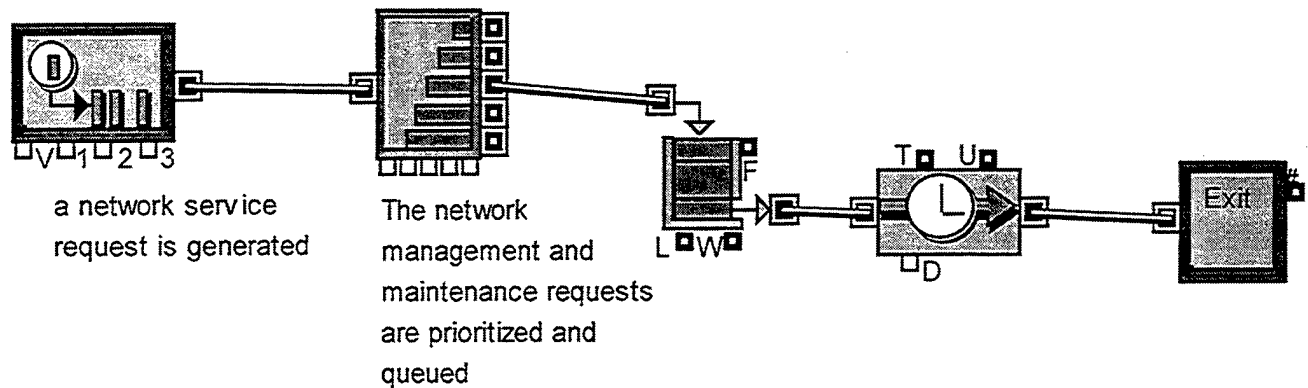 V 1 2 3
a network service
request is generated
The network
management and
maintenance requests
are prioritized and
queued
F
L W
T U
D
Exit
#